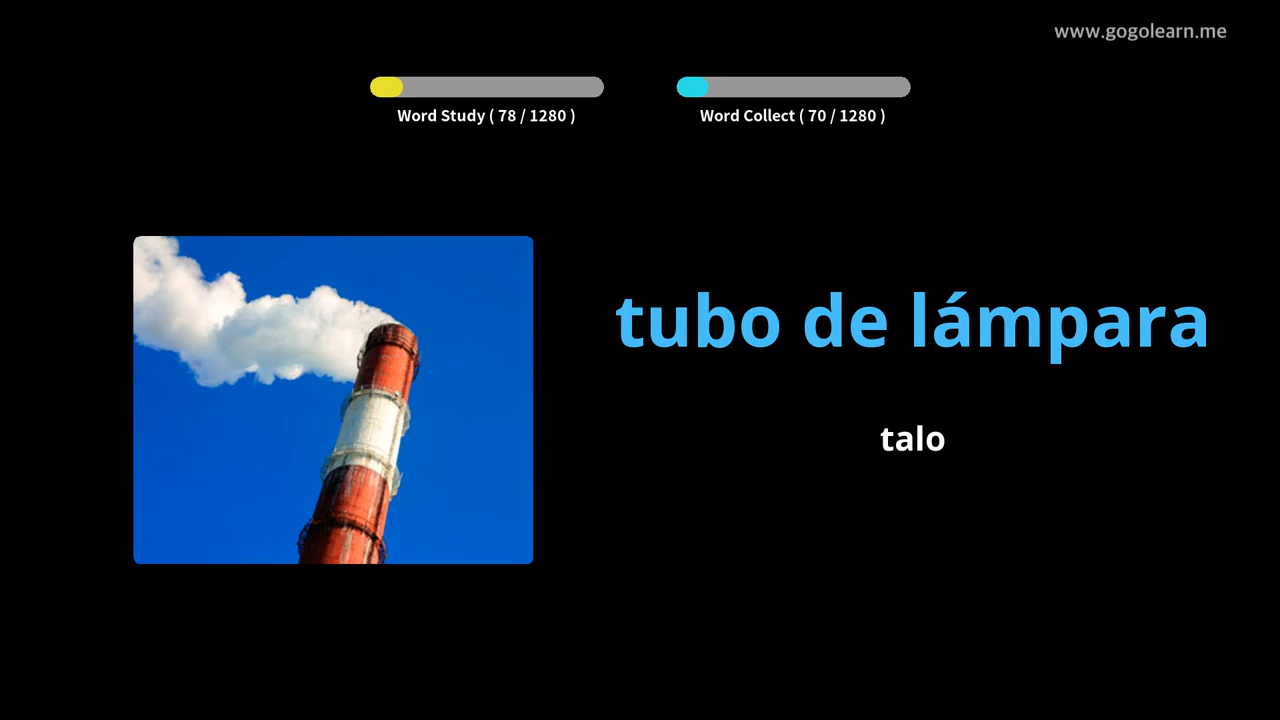 www.gogolearn.me
Word Study ( 78 / 1280 )
Word Collect ( 70 / 1280 )
tubo de lámpara
talo